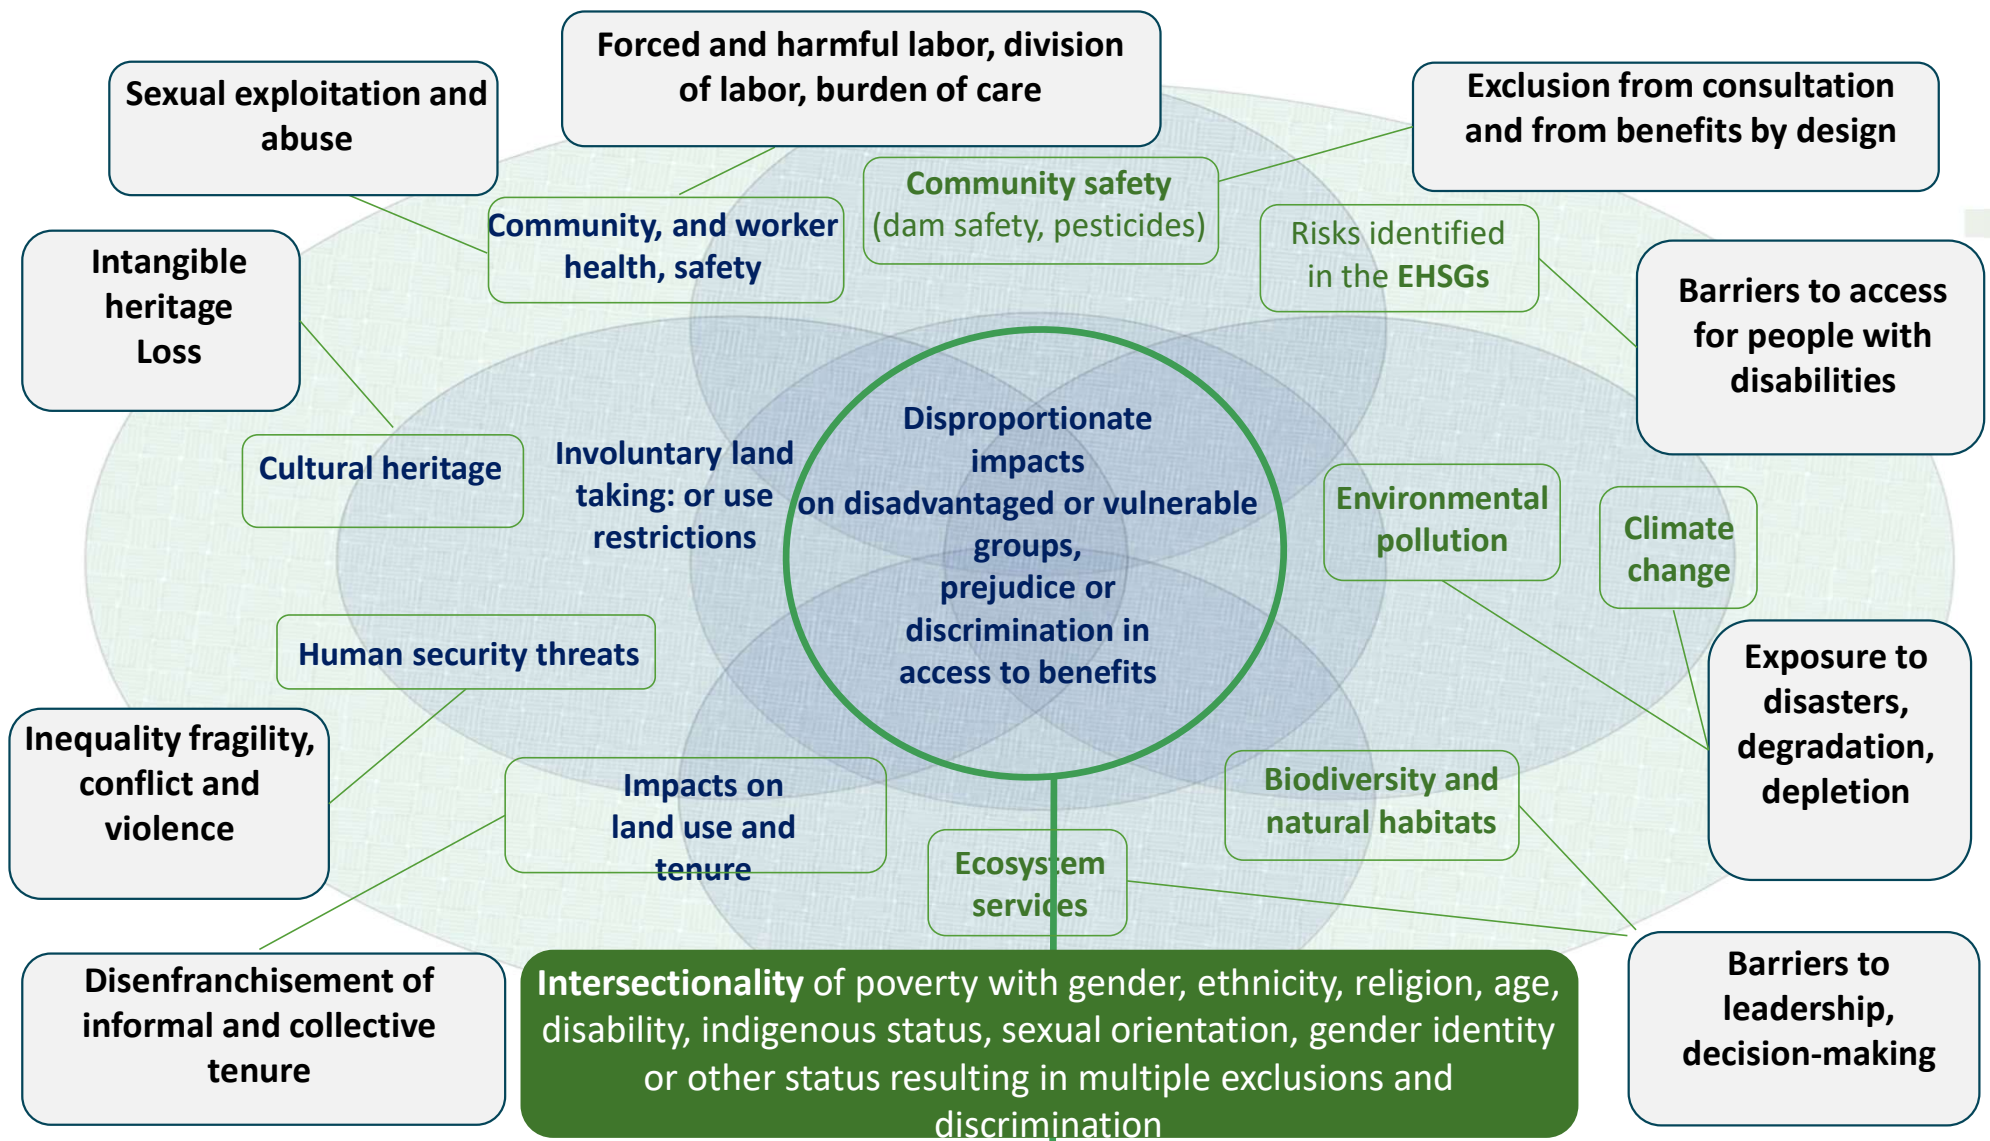 Forced and harmful labor, division
of labor, burden of care
Sexual exploitation and
abuse
Exclusion from consultation
and from benefits by design
Community safety
(dam safety, pesticides)
Community, and worker
health, safety
Risks identified
in the EHSGs
Intangible
heritage
Loss
Barriers to access
for people with
disabilities
Cultural heritage
Involuntary land
taking: or use
restrictions
Disproportionate
impacts
on disadvantaged or vulnerable
groups,
prejudice or
discrimination in
access to benefits
Environmental
pollution
Climate
change
Human security threats
Exposure to
disasters,
degradation,
depletion
Inequality fragility,
conflict and
violence
Impacts on
land use and
tenure
Biodiversity and
natural habitats
Ecosystem
services
Disenfranchisement of
informal and collective
tenure
Intersectionality of poverty with gender, ethnicity, religion, age,
disability, indigenous status, sexual orientation, gender identity
or other status resulting in multiple exclusions and
discrimination
Barriers to
leadership,
decision-making